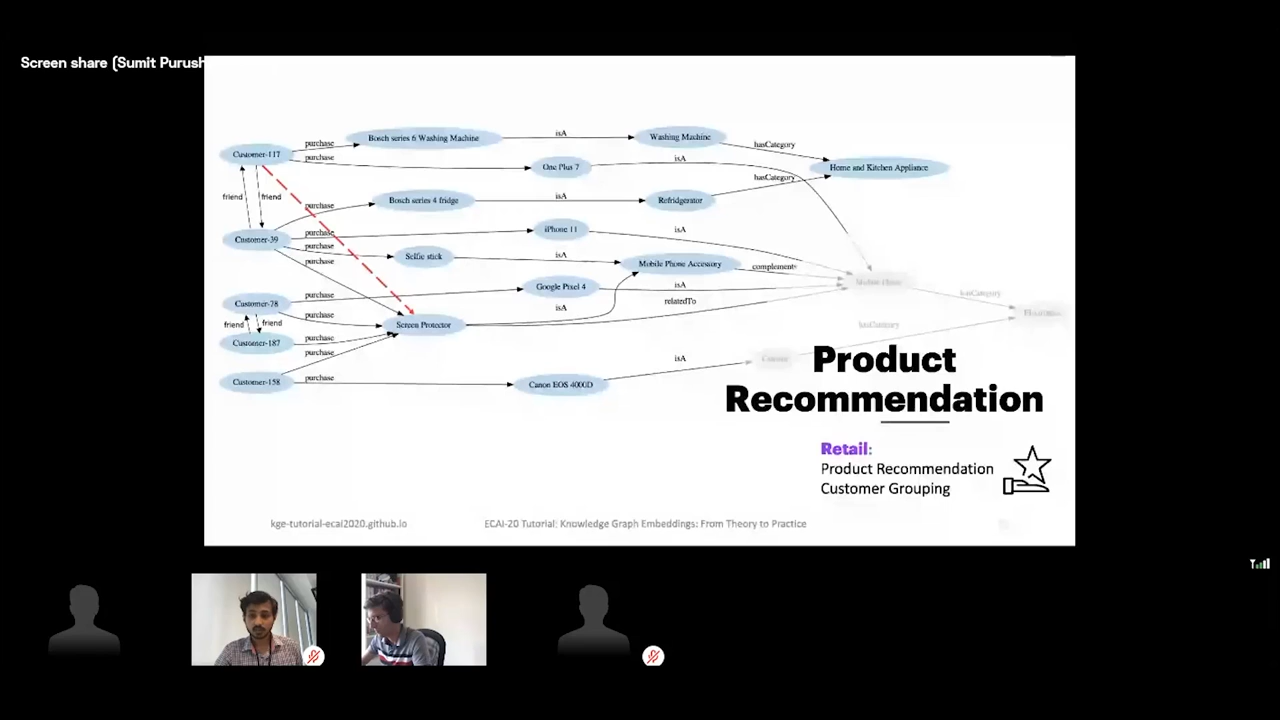 Screen share (Sumit Purush
Customer-117
purchase
Bosch series 6 Washing Machine
isA
Washing Machine
hasCategory
Home and Kitchen Appliance
purchase
One Plus 7
isA
hasCategory
friend
friend
purchase
Bosch series 4 fridge
isA
Refridgerator
Customer-39
purchase
iPhone 11
isA
purchase
Selfie stick
isA
Mobile Phone Accessory
complements
purchase
Customer-78
purchase
Google Pixel 4
isA
hasCategory
isA
relatedTo
friend
friend
purchase
Screen Protector
hasCategory
Customer-187
purchase
purchase
isA
Customer-158
purchase
Canon EOS 4000D
Product
Recommendation
Retail:
Product Recommendation
Customer Grouping
kge-tutorial-ecai2020.github.io
ECAI-20 Tutorial: Knowledge Graph Embeddings: From Theory to Practice